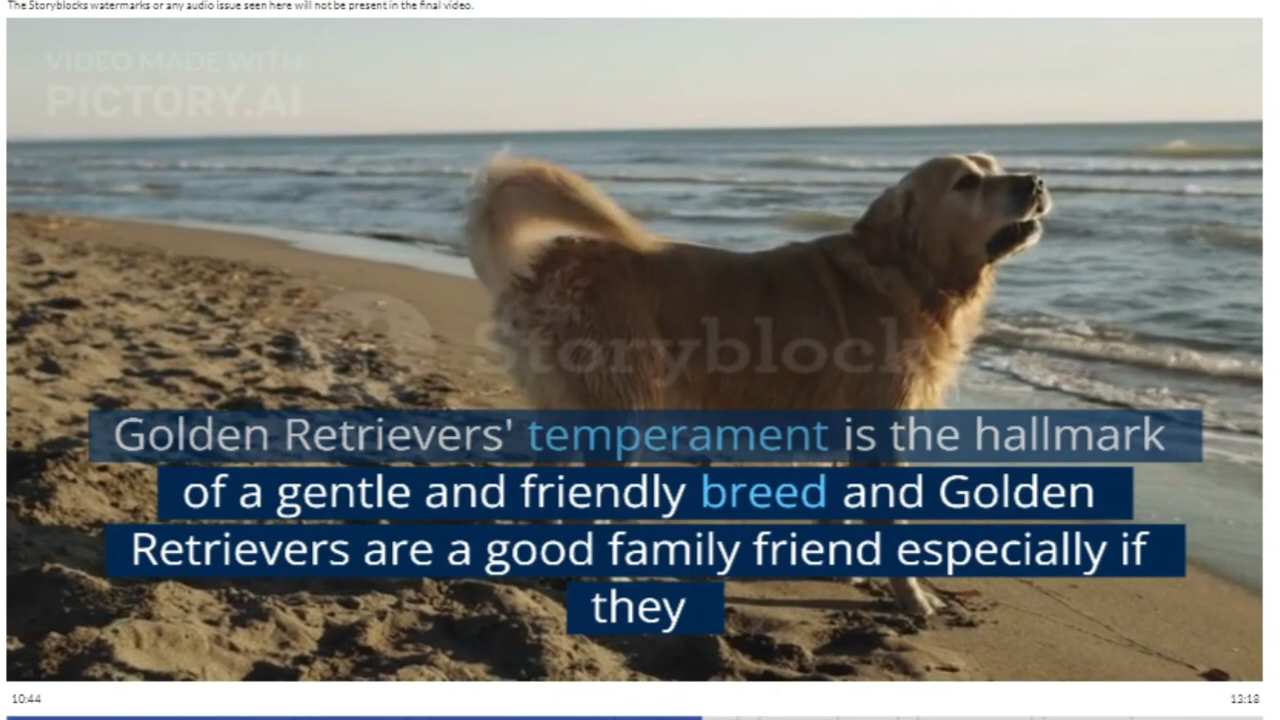 The Storyblocks watermarks or any audio issue seen here will not be present in the final video.
VIDEO MADE WITH
PICTORY.AI
Storyblock
Golden Retrievers' temperament is the hallmark
of a gentle and friendly breed and Golden
Retrievers are a good family friend especially if
they
10:44
13:18